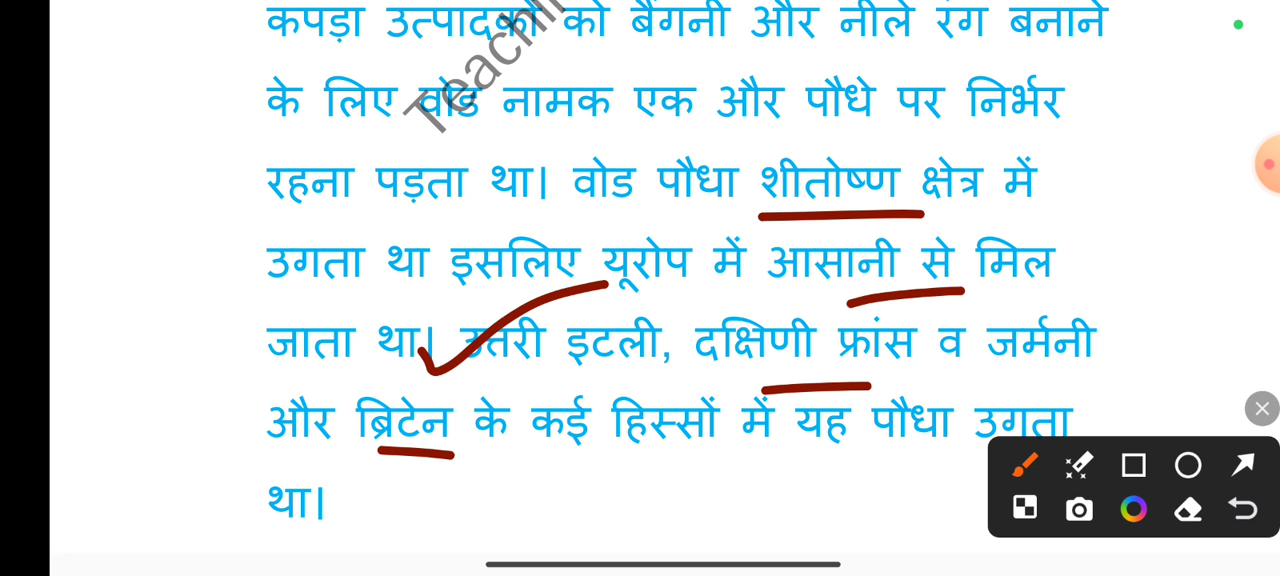 कपड़ा उत्पादकों को बैंगनी और नीले रंग बनाने
के लिए वोड नामक एक और पौधे पर निर्भर
रहना पड़ता था। वोड पौधा शीतोष्ण क्षेत्र में
उगता था इसलिए यूरोप में आसानी से मिल
जाता था। उत्तरी इटली, दक्षिणी फ्रांस व जर्मनी
और ब्रिटेन के कई हिस्सों में यह पौधा उगता
था।